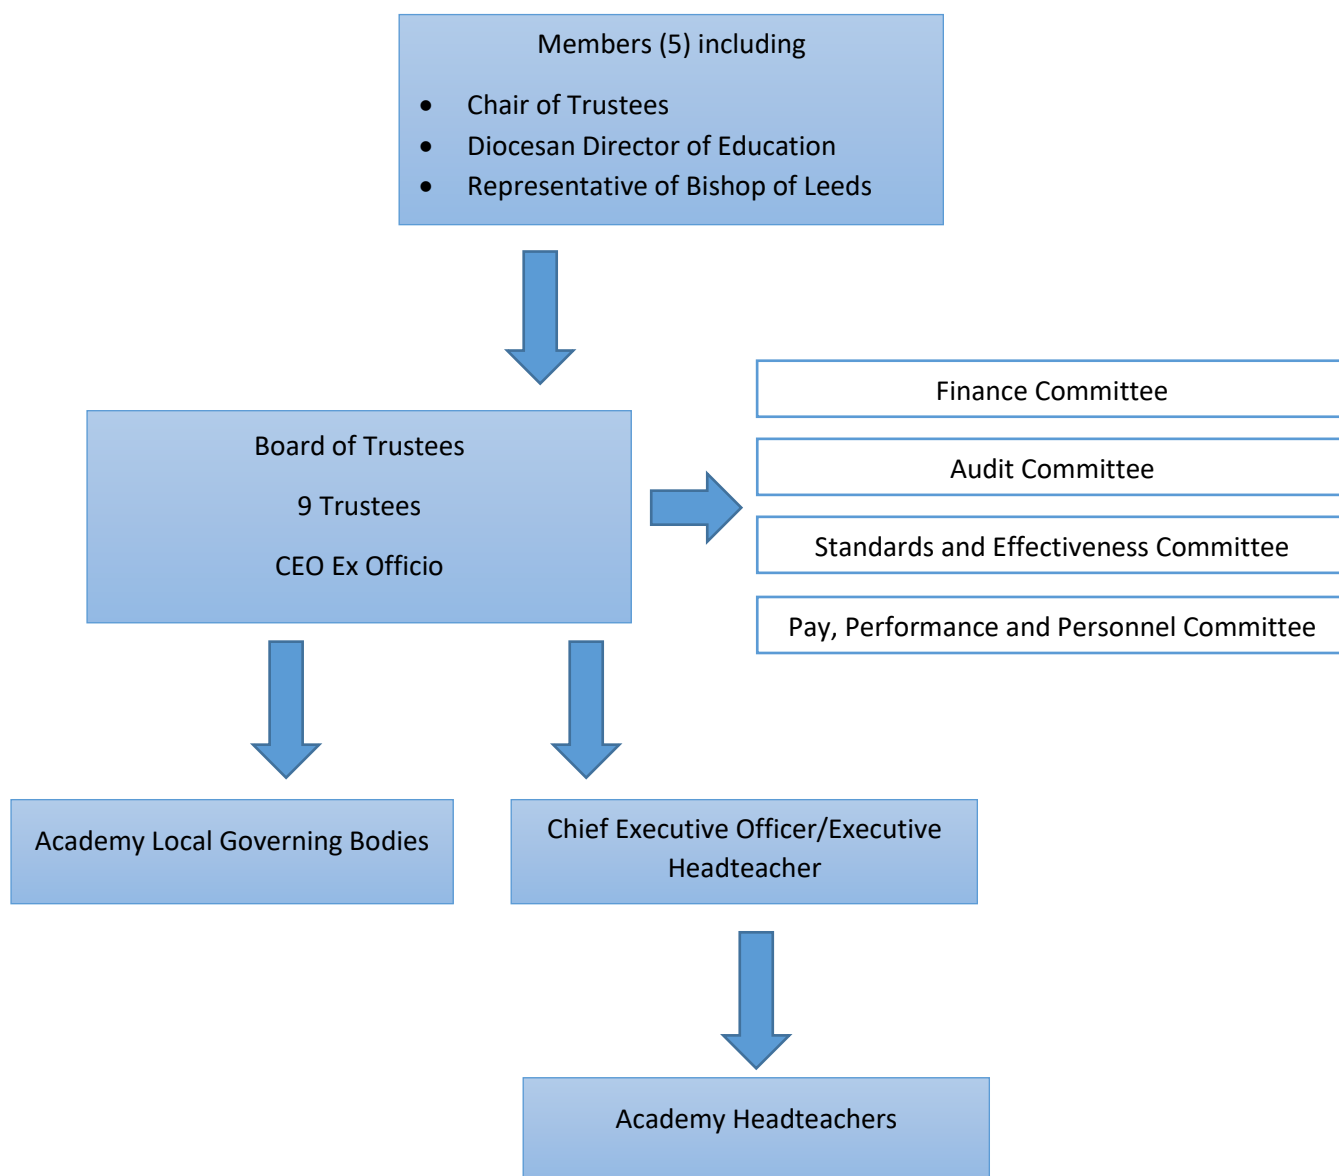 Members (5) including
• Chair of Trustees
• Diocesan Director of Education
• Representative of Bishop of Leeds
Board of Trustees
9 Trustees
CEO Ex Officio
Finance Committee
Audit Committee
Standards and Effectiveness Committee
Pay, Performance and Personnel Committee
Academy Local Governing Bodies
Chief Executive Officer/Executive
Headteacher
Academy Headteachers